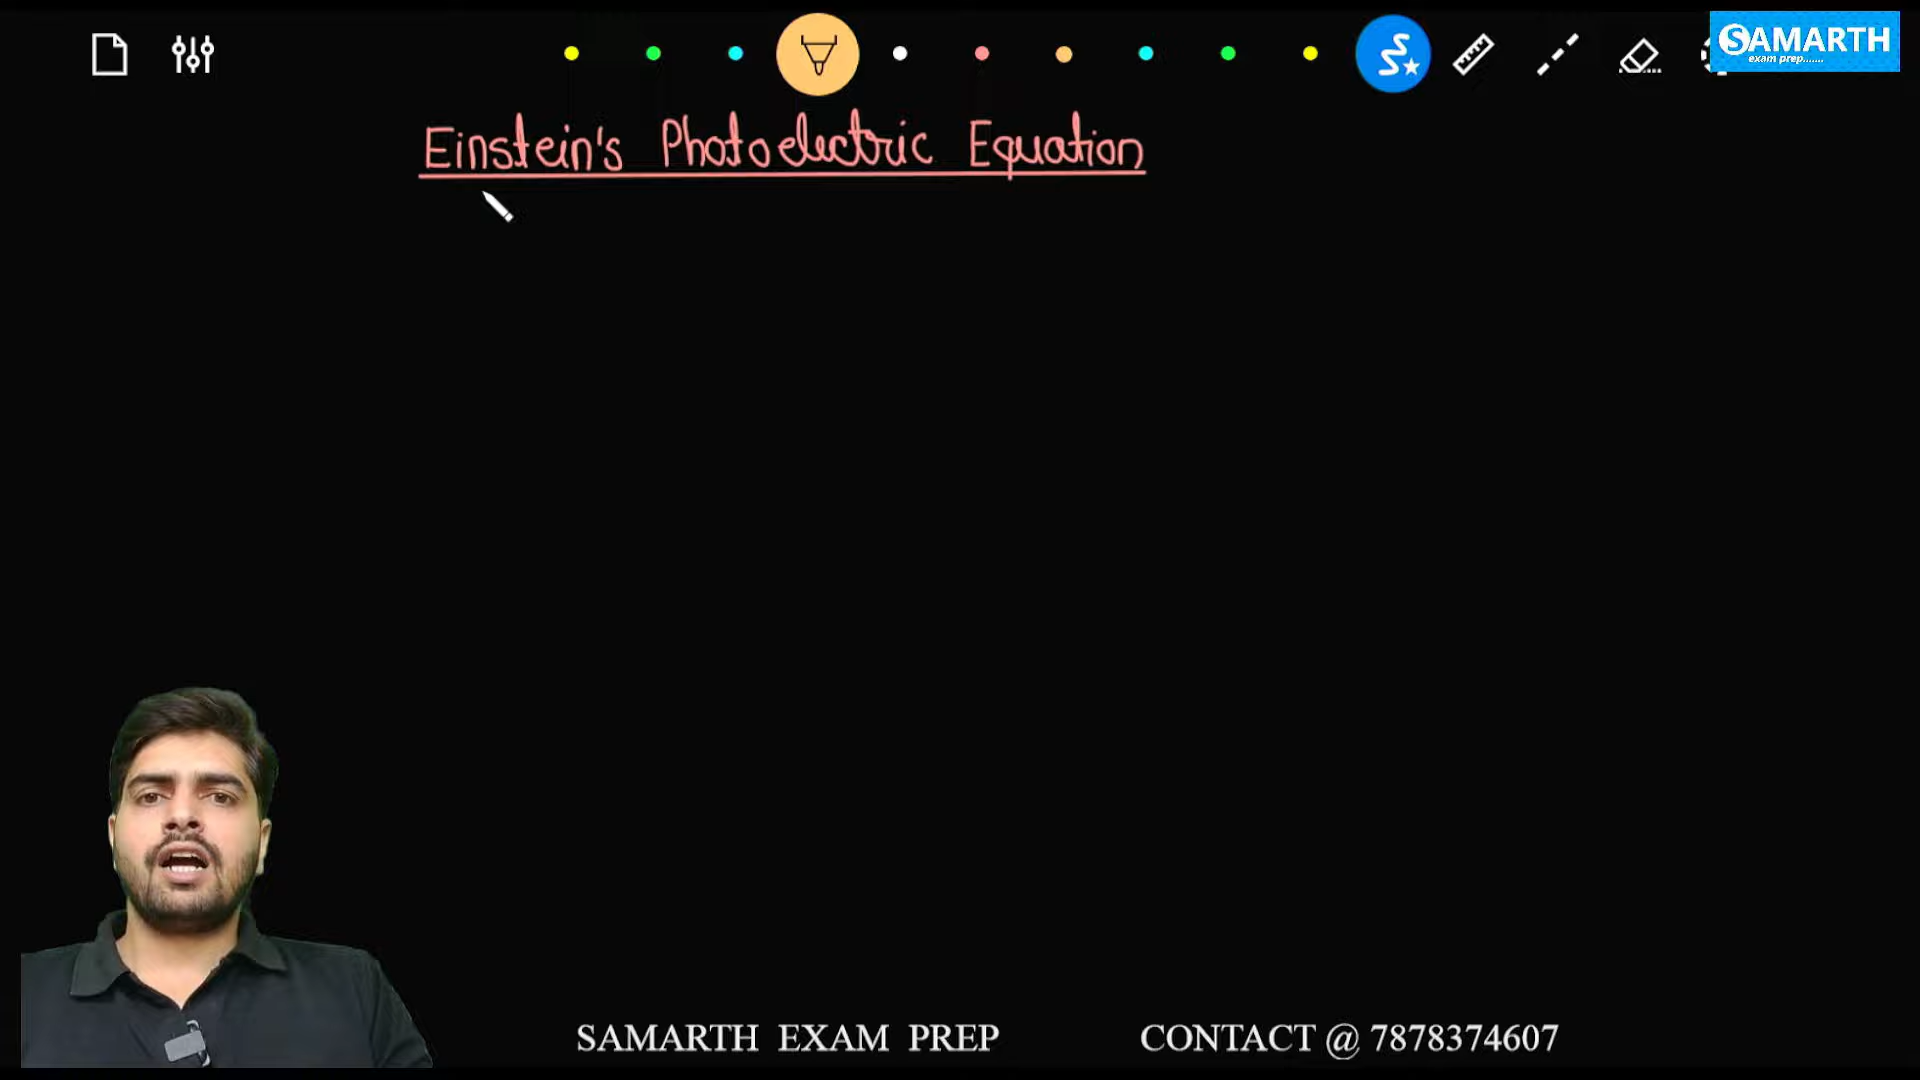 SAMARTH
exam prep.......
Einstein's Photoelectric Equation
SAMARTH EXAM PREP CONTACT @ 7878374607